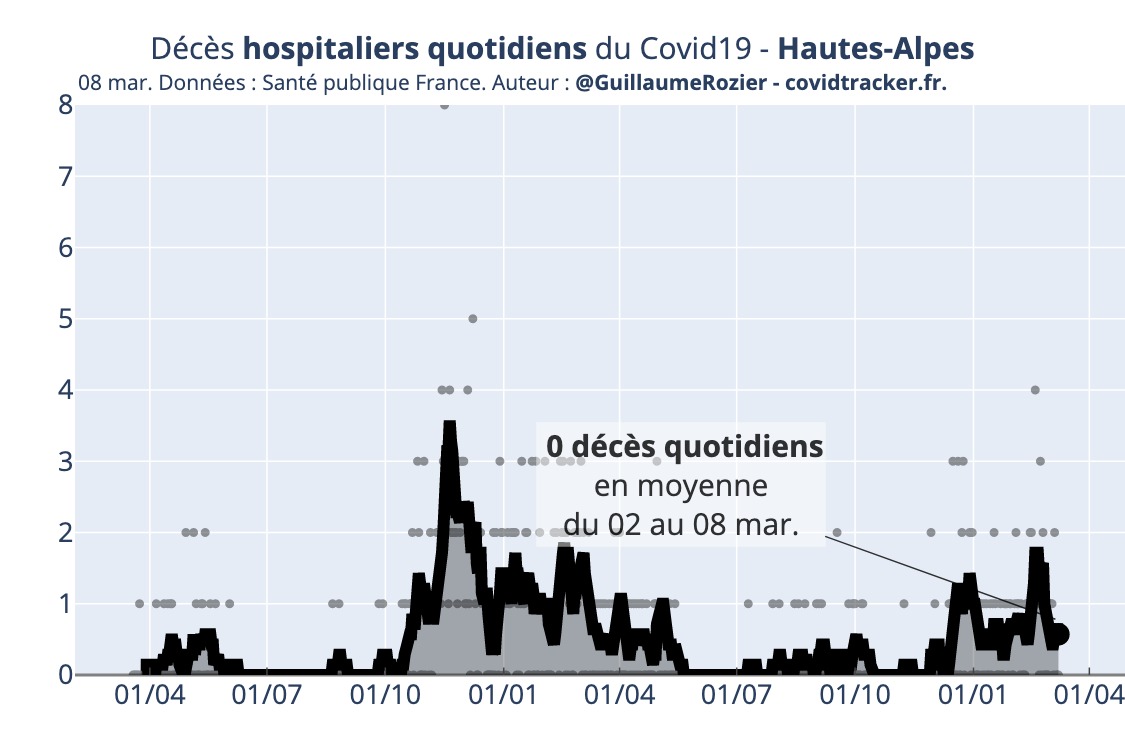 Décès hospitaliers quotidiens du Covid19 - Hautes-Alpes
08 mar. Données : Santé publique France. Auteur : @GuillaumeRozier - covidtracker.fr.
8
7
6
5
4
3
2
1
0
0 décès quotidiens
en moyenne
du 02 au 08 mar.
01/04 01/07 01/10 01/01 01/04 01/07 01/10 01/01 01/04